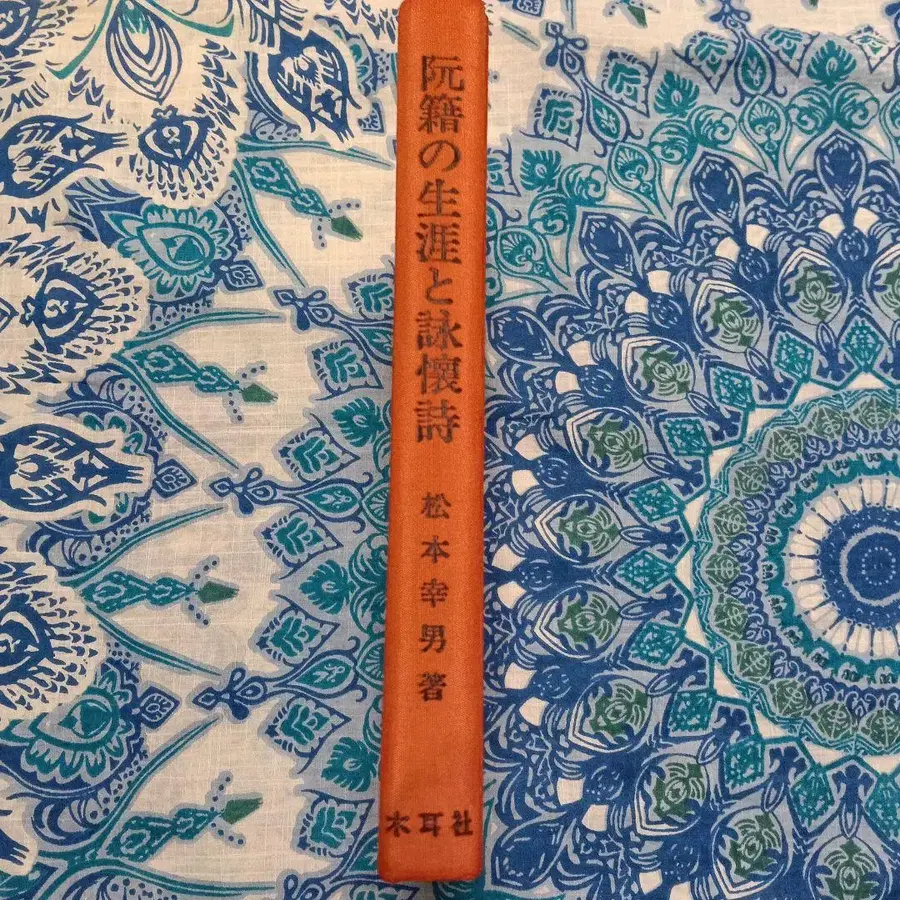 阮籍の生涯と詠懐詩
松本幸男著
木耳社